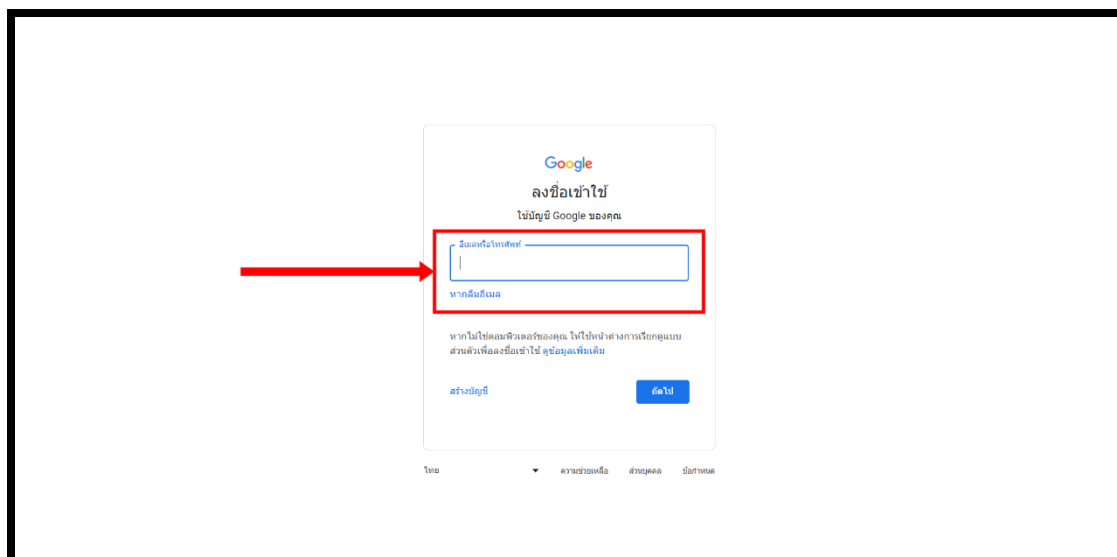 Google
ลงชื่อเข้าใช้
ใช้บัญชี Google ของคุณ
อีเมลหรือโทรศัพท์
หากลืมอีเมล
หากไม่ใช่คอมพิวเตอร์ของคุณ ให้ใช้หน้าต่างการเรียกดูแบบ
ส่วนตัวเพื่อลงชื่อเข้าใช้ ดูข้อมูลเพิ่มเติม
สร้างบัญชี
ถัดไป
ไทย
ความช่วยเหลือ
ส่วนบุคคล
ข้อกำหนด